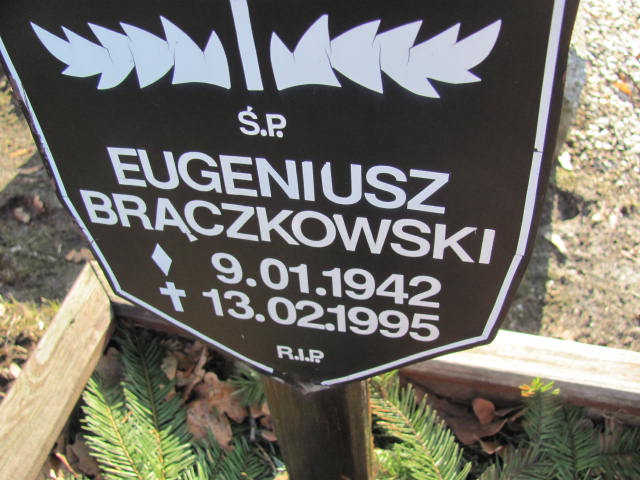 Ś.P.
EUGENIUSZ
BRĄCZKOWSKI
9.01.1942
13.02.1995
R.I.P.